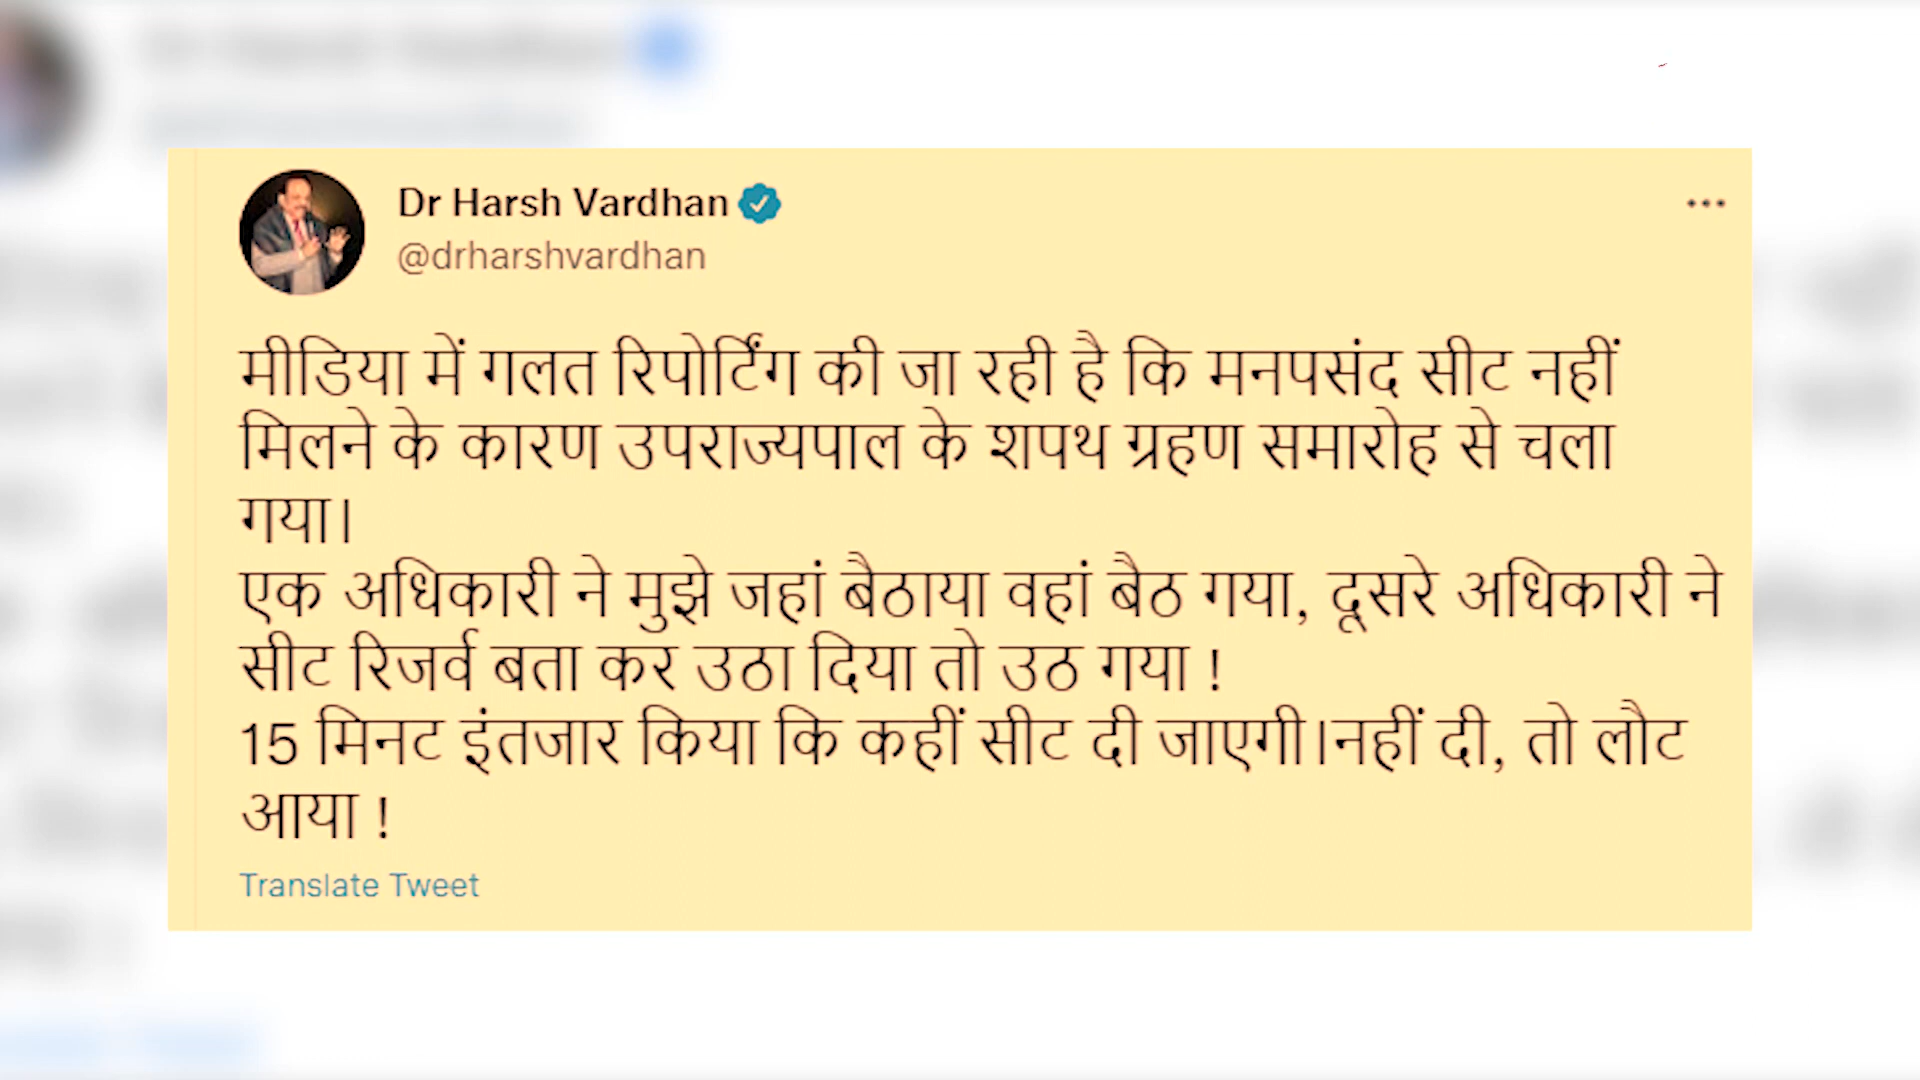 Dr Harsh Vardhan
@drharshvardhan
मीडिया में गलत रिपोर्टिंग की जा रही है कि मनपसंद सीट नहीं
मिलने के कारण उपराज्यपाल के शपथ ग्रहण समारोह से चला
गया।
एक अधिकारी ने मुझे जहां बैठाया वहां बैठ गया, दूसरे अधिकारी ने
सीट रिजर्व बता कर उठा दिया तो उठ गया !
15 मिनट इंतजार किया कि कहीं सीट दी जाएगी।नहीं दी, तो लौट
आया !
Translate Tweet